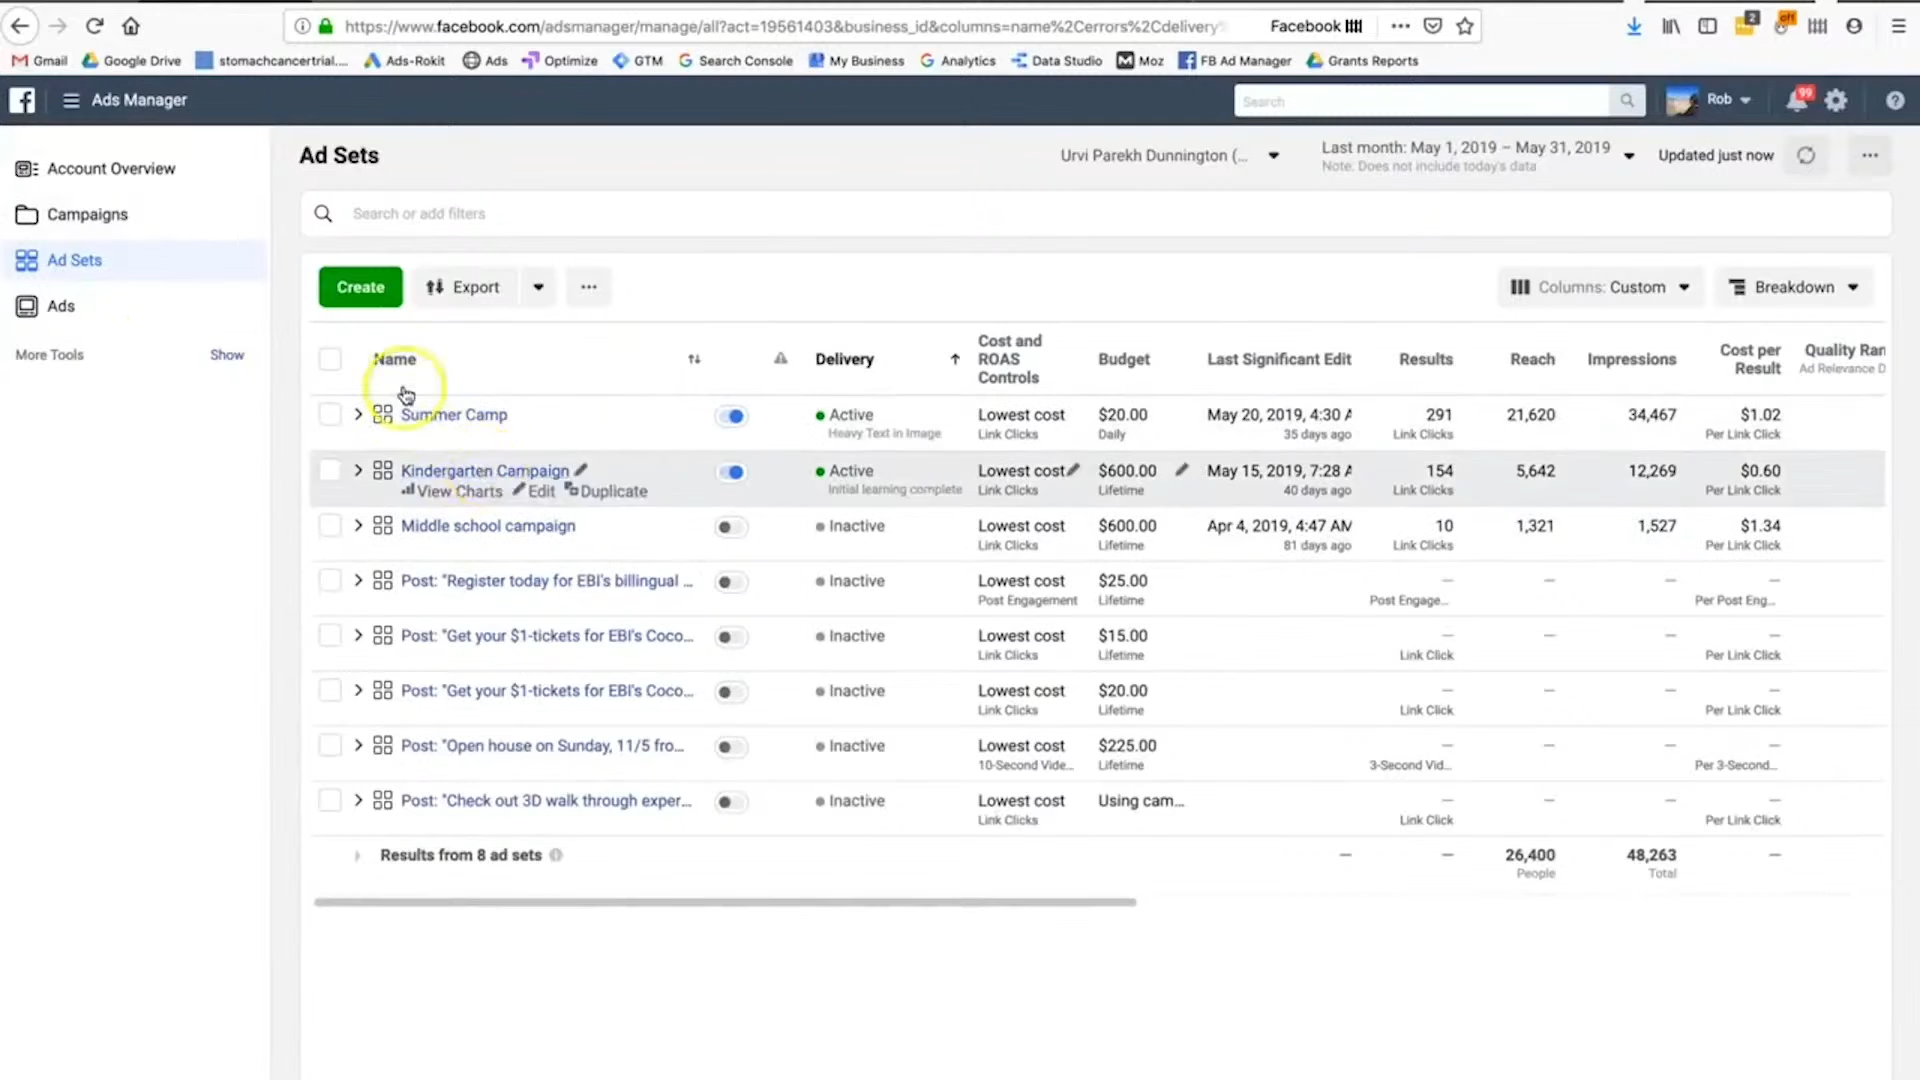 https://www.facebook.com/adsmanager/manage/all?act=19561403&business_id&columns=name%2Cerrors%2Cdelivery
Facebook
2
off
Gmail Google Drive stomachcancertrial.... Ads-Rokit Ads Optimize GTM Search Console My Business Analytics Data Studio Moz FB Ad Manager Grants Reports
Ads Manager
Search
Rob
99
Account Overview
Campaigns
Ad Sets
Ads
More Tools
Show
Ad Sets
Urvi Parekh Dunnington (...
Last month: May 1, 2019 – May 31, 2019
Note: Does not include today's data
Updated just now
Search or add filters
Create
Export
Columns: Custom
Breakdown
Name
Delivery
Cost and ROAS Controls
Budget
Last Significant Edit
Results
Reach
Impressions
Cost per Result
Quality Ran
Ad Relevance D
Summer Camp Active Lowest cost $20.00 May 20, 2019, 4:30 A 291 21,620 34,467 $1.02
Heavy Text in Image Link Clicks Daily 35 days ago Link Clicks Per Link Click
Kindergarten Campaign Active Lowest cost $600.00 May 15, 2019, 7:28 A 154 5,642 12,269 $0.60
View Charts Edit Duplicate Initial learning complete Link Clicks Lifetime 40 days ago Link Clicks Per Link Click
Middle school campaign Inactive Lowest cost $600.00 Apr 4, 2019, 4:47 AM 10 1,321 1,527 $1.34
Link Clicks Lifetime 81 days ago Link Clicks Per Link Click
Post: "Register today for EBI's billingual ... Inactive Lowest cost $25.00 — — — —
Post Engagement Lifetime Post Engage... Per Post Eng...
Post: "Get your $1-tickets for EBI's Coco... Inactive Lowest cost $15.00 — — — —
Link Clicks Lifetime Link Click Per Link Click
Post: "Get your $1-tickets for EBI's Coco... Inactive Lowest cost $20.00 — — — —
Link Clicks Lifetime Link Click Per Link Click
Post: "Open house on Sunday, 11/5 fro... Inactive Lowest cost $225.00 — — — —
10-Second Vide... Lifetime 3-Second Vid... Per 3-Second...
Post: "Check out 3D walk through exper... Inactive Lowest cost Using cam... — — — —
Link Clicks Link Click Per Link Click
Results from 8 ad sets — — 26,400 48,263 —
People Total